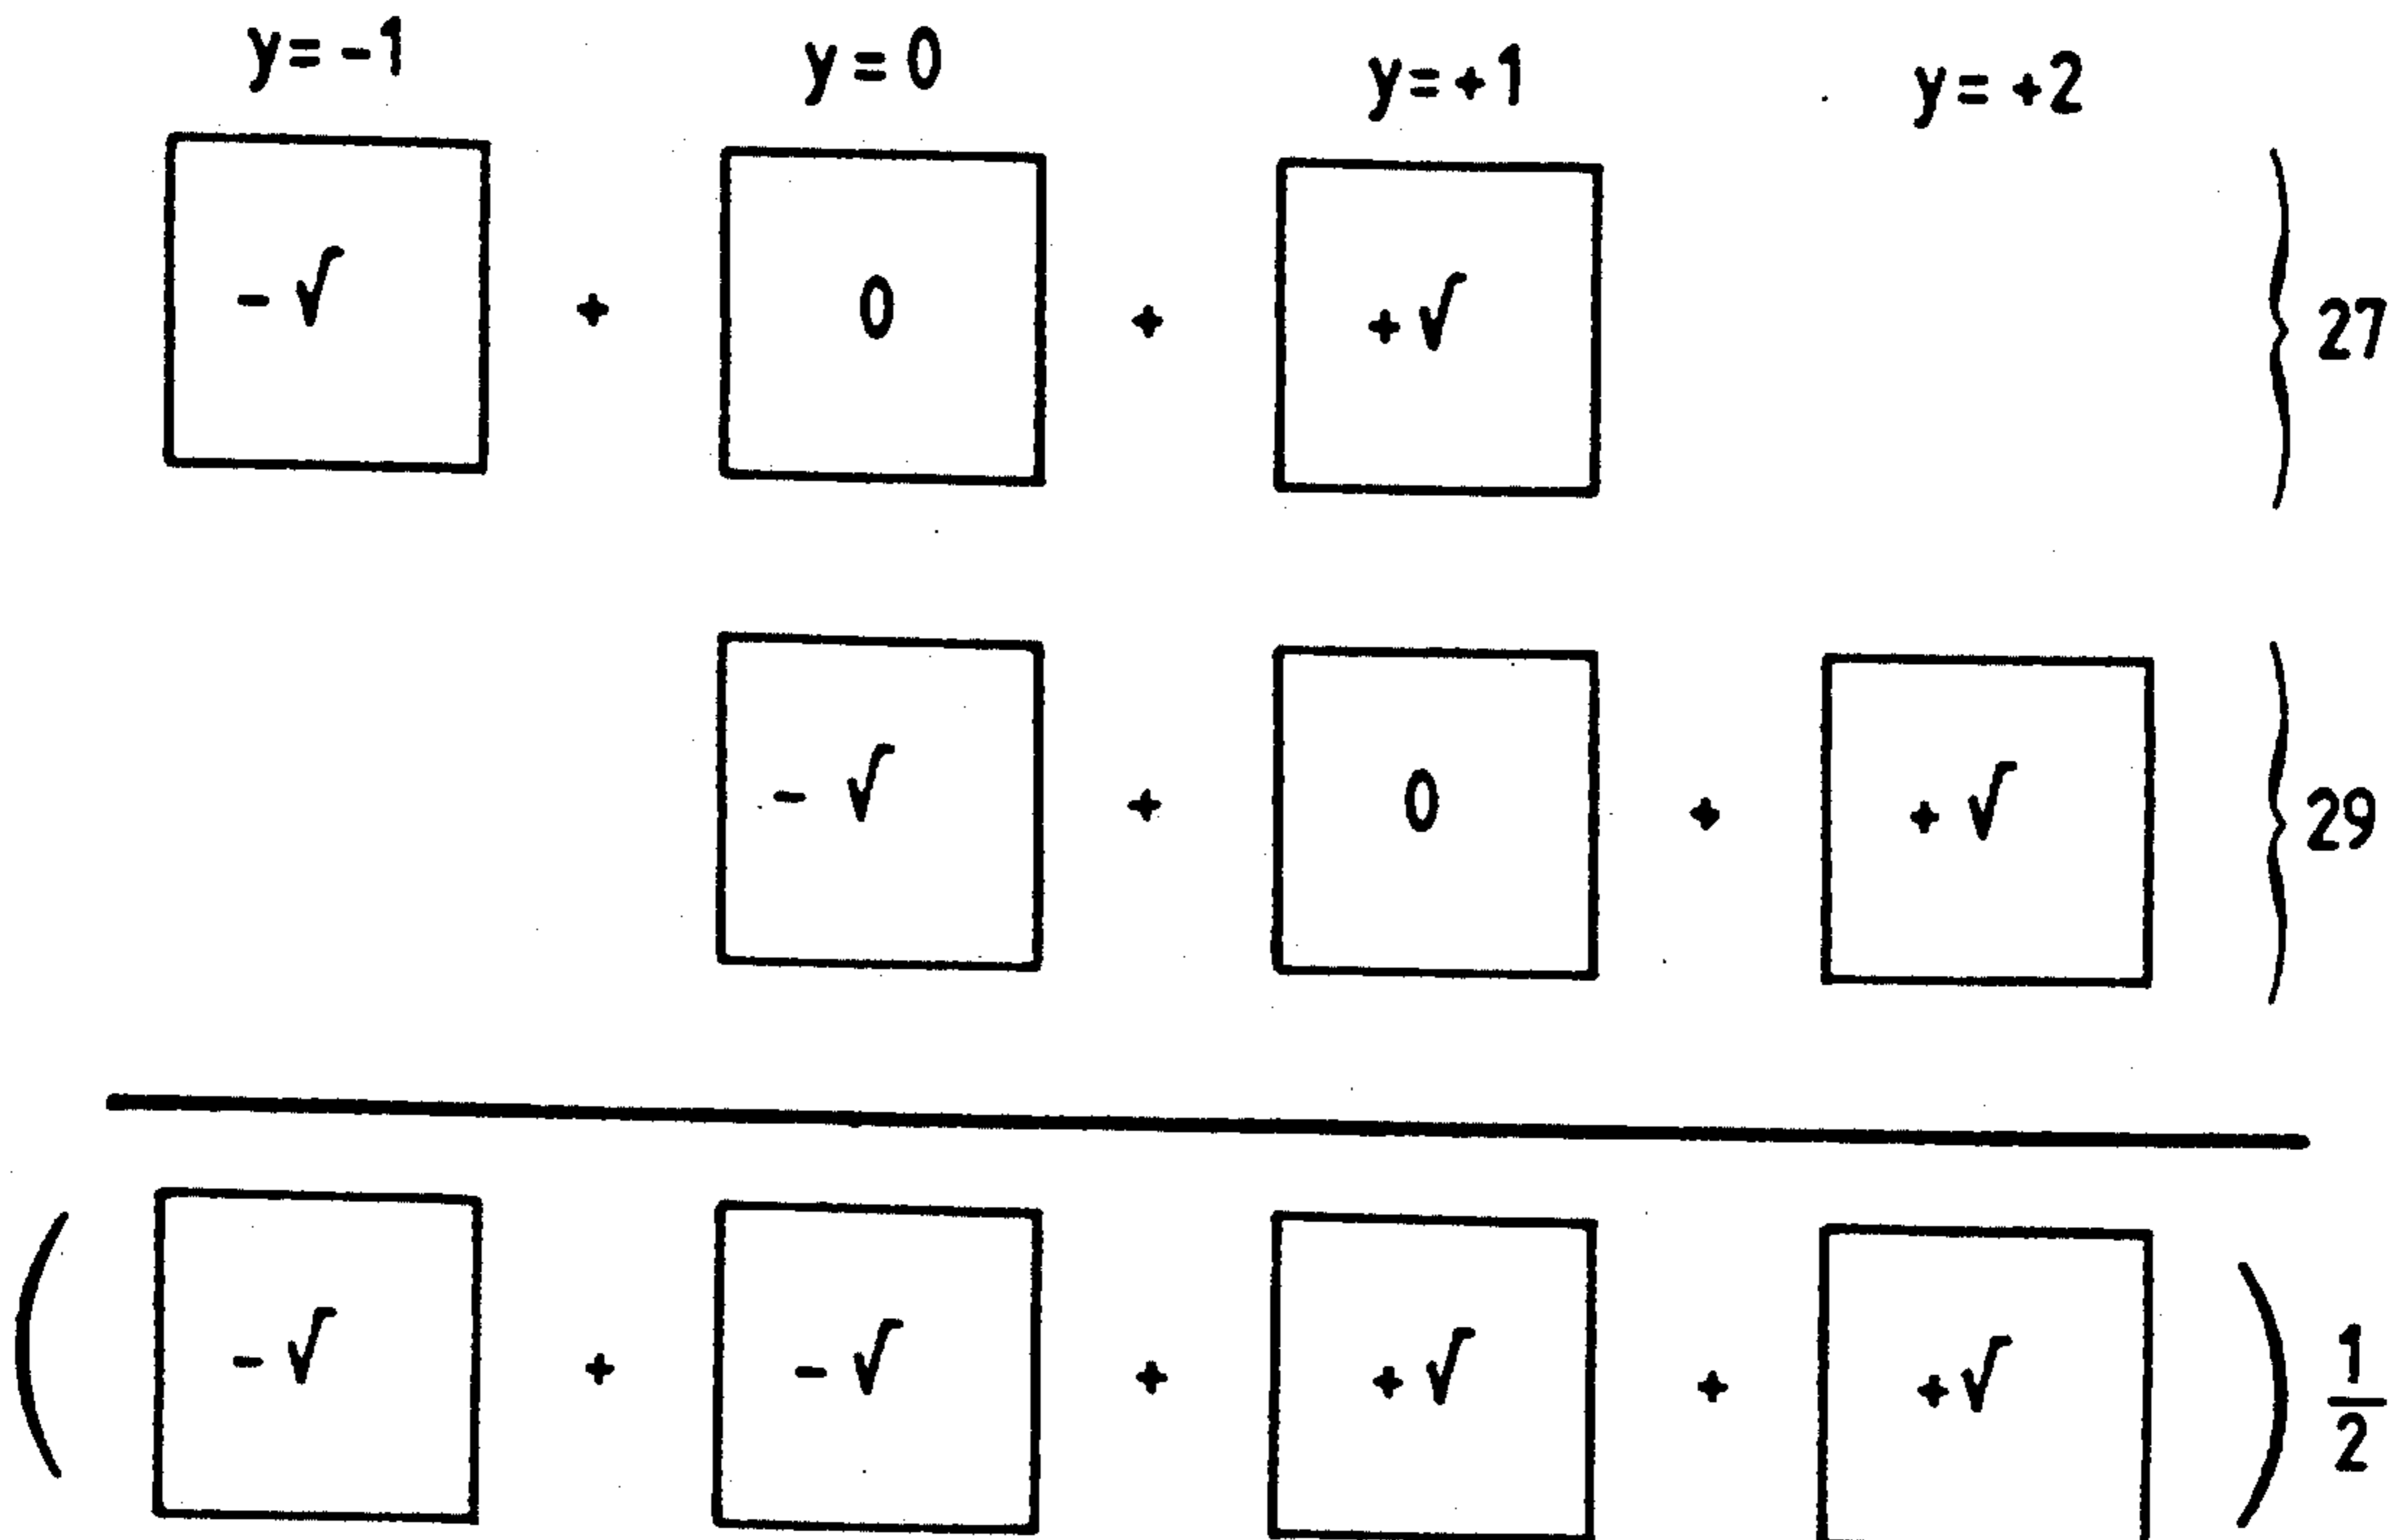 y = -1 y = 0 y = +1 y = +2
- √ + 0 + + √ } 27
- √ + 0 + + √ } 29
( - √ + - √ + + √ + + √ ) 1/2